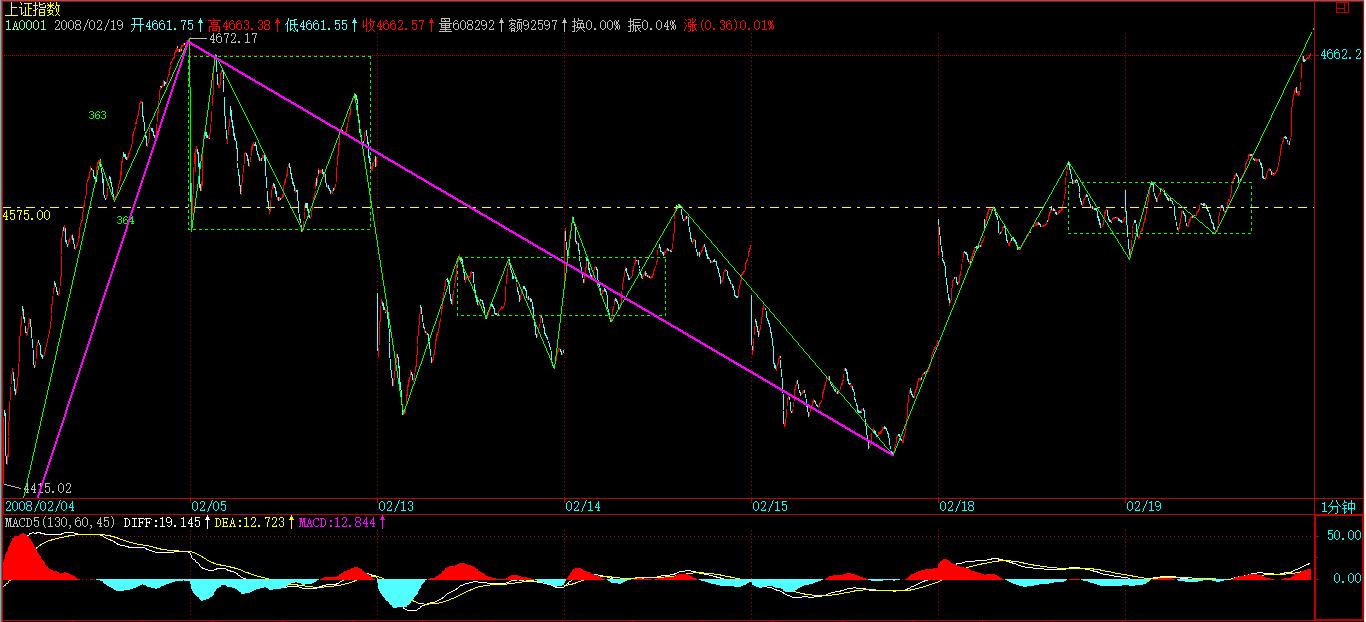 上证指数
1A0001 2008/02/19 开4661.75↑高4663.38↑低4661.55↑收4662.57↑量608292↑额92597↑换0.00% 振0.04% 涨(0.36)0.01%
4672.17
4662.2
363
364
4575.00
4415.02
2008/02/04 02/05 02/13 02/14 02/15 02/18 02/19 1分钟
MACD5(130,60,45) DIFF:19.145↑DEA:12.723↑MACD:12.844↑
50.00
0.00